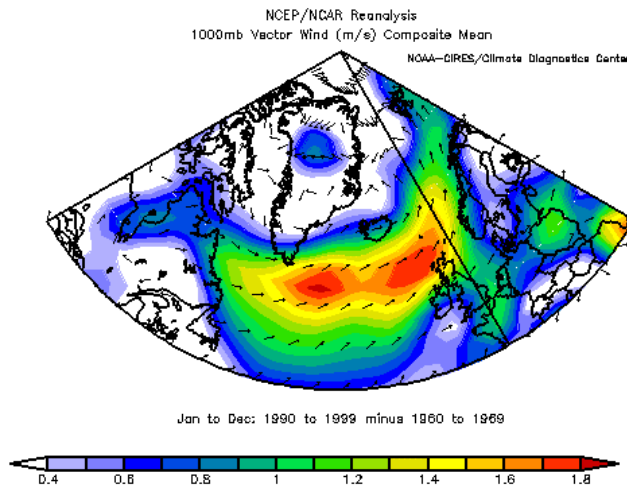 NCEP/NCAR Reanalysis
1000mb Vector Wind (m/s) Composite Mean
NOAA-CIRES/Climate Diagnostics Center
Jan to Dec: 1990 to 1999 minus 1960 to 1969
0.4 0.6 0.8 1 1.2 1.4 1.6 1.8